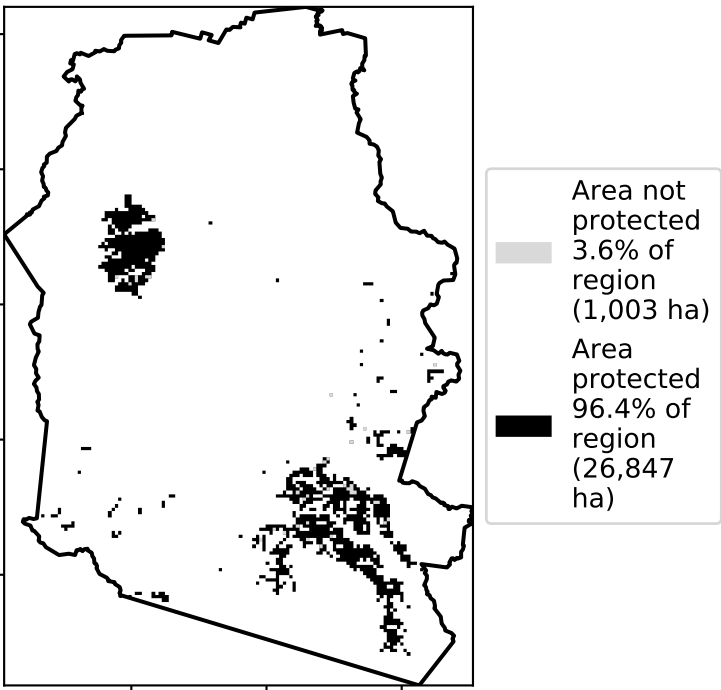 Area not
protected
3.6% of
region
(1,003 ha)
Area
protected
96.4% of
region
(26,847
ha)